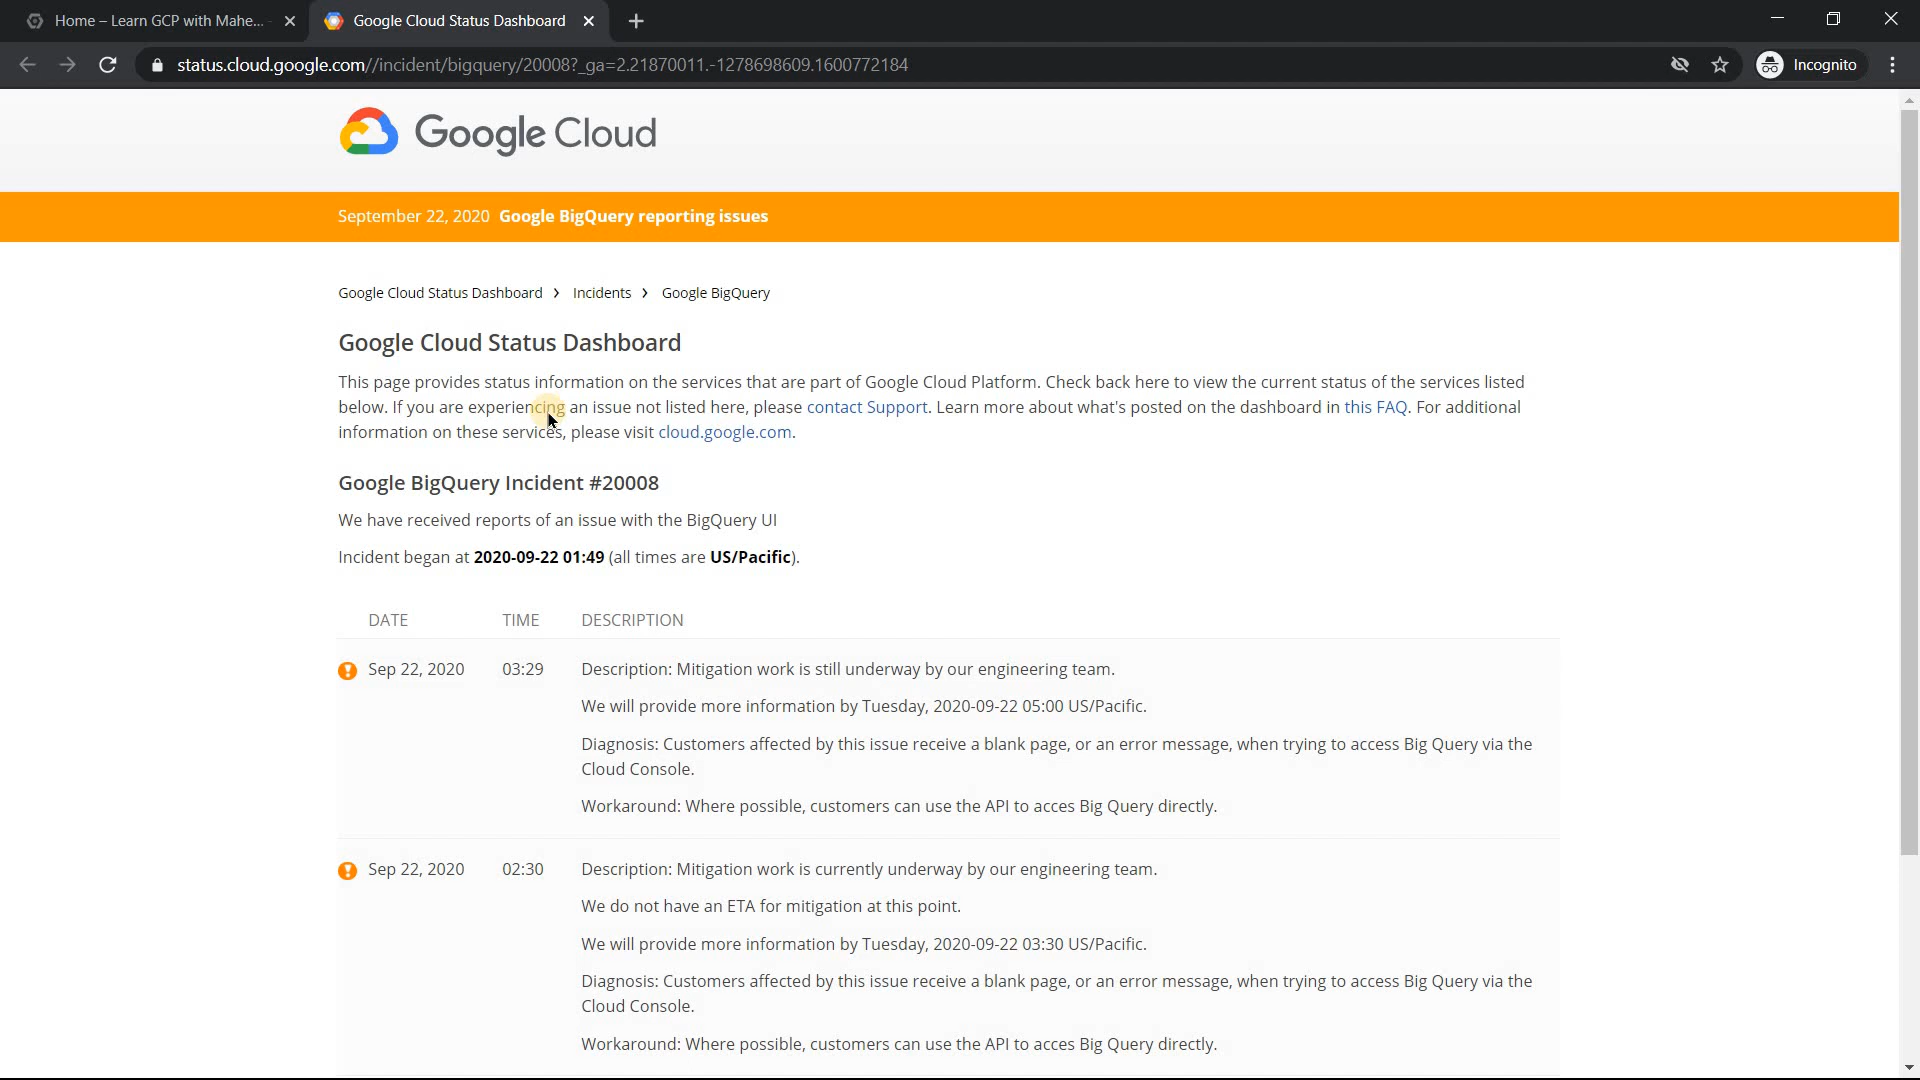 Home – Learn GCP with Mahe...
Google Cloud Status Dashboard
status.cloud.google.com//incident/bigquery/20008?_ga=2.21870011.-1278698609.1600772184
Incognito
Google Cloud
September 22, 2020 Google BigQuery reporting issues
Google Cloud Status Dashboard > Incidents > Google BigQuery
Google Cloud Status Dashboard
This page provides status information on the services that are part of Google Cloud Platform. Check back here to view the current status of the services listed
below. If you are experiencing an issue not listed here, please contact Support. Learn more about what's posted on the dashboard in this FAQ. For additional
information on these services, please visit cloud.google.com.
Google BigQuery Incident #20008
We have received reports of an issue with the BigQuery UI
Incident began at 2020-09-22 01:49 (all times are US/Pacific).
DATE TIME DESCRIPTION
Sep 22, 2020 03:29 Description: Mitigation work is still underway by our engineering team.
We will provide more information by Tuesday, 2020-09-22 05:00 US/Pacific.
Diagnosis: Customers affected by this issue receive a blank page, or an error message, when trying to access Big Query via the
Cloud Console.
Workaround: Where possible, customers can use the API to acces Big Query directly.
Sep 22, 2020 02:30 Description: Mitigation work is currently underway by our engineering team.
We do not have an ETA for mitigation at this point.
We will provide more information by Tuesday, 2020-09-22 03:30 US/Pacific.
Diagnosis: Customers affected by this issue receive a blank page, or an error message, when trying to access Big Query via the
Cloud Console.
Workaround: Where possible, customers can use the API to acces Big Query directly.